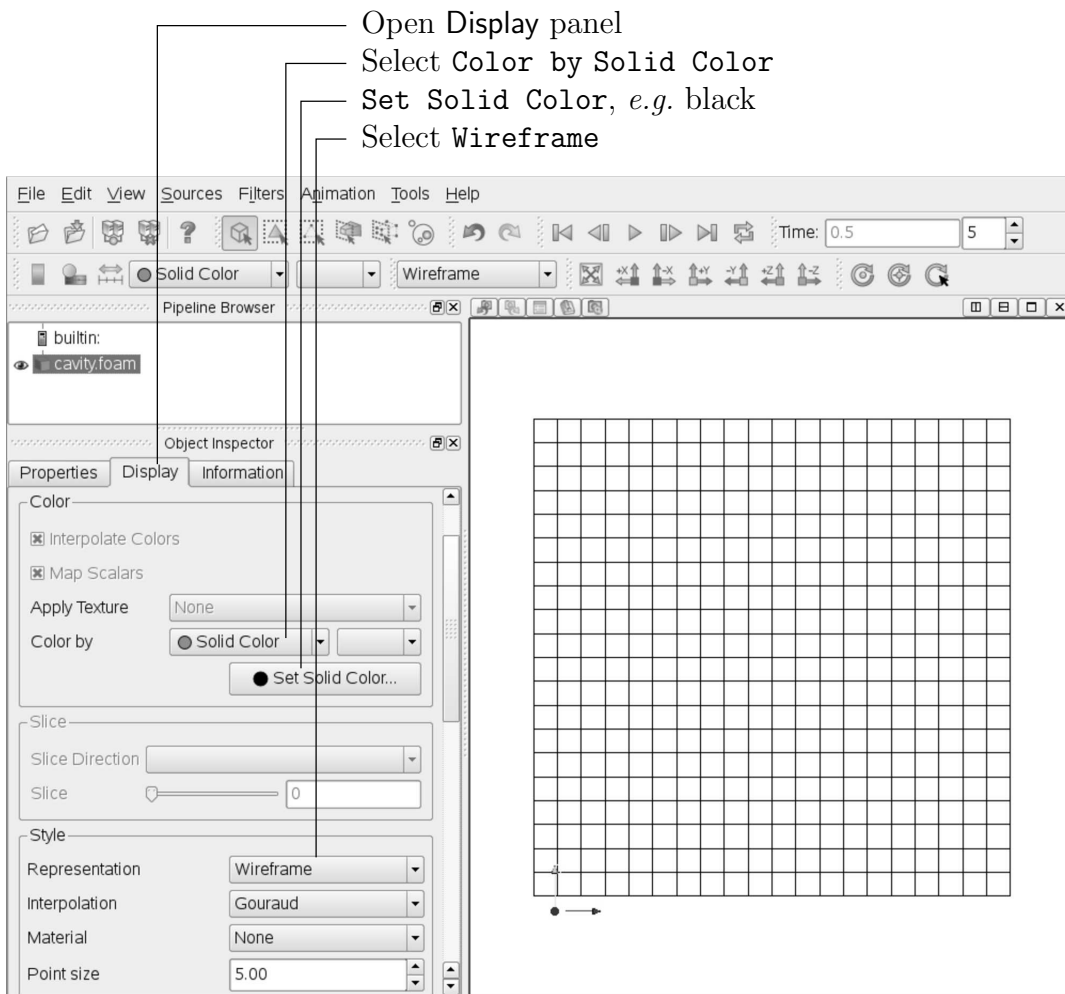 Open Display panel
Select Color by Solid Color
Set Solid Color, e.g. black
Select Wireframe
File Edit View Sources Filters Animation Tools Help
? Time: 0.5 5
Solid Color Wireframe +X -X +Y -Y +Z -Z
Pipeline Browser
builtin:
cavity.foam
Object Inspector
Properties Display Information
Color
Interpolate Colors
Map Scalars
Apply Texture None
Color by Solid Color
Set Solid Color...
Slice
Slice Direction
Slice 0
Style
Representation Wireframe
Interpolation Gouraud
Material None
Point size 5.00